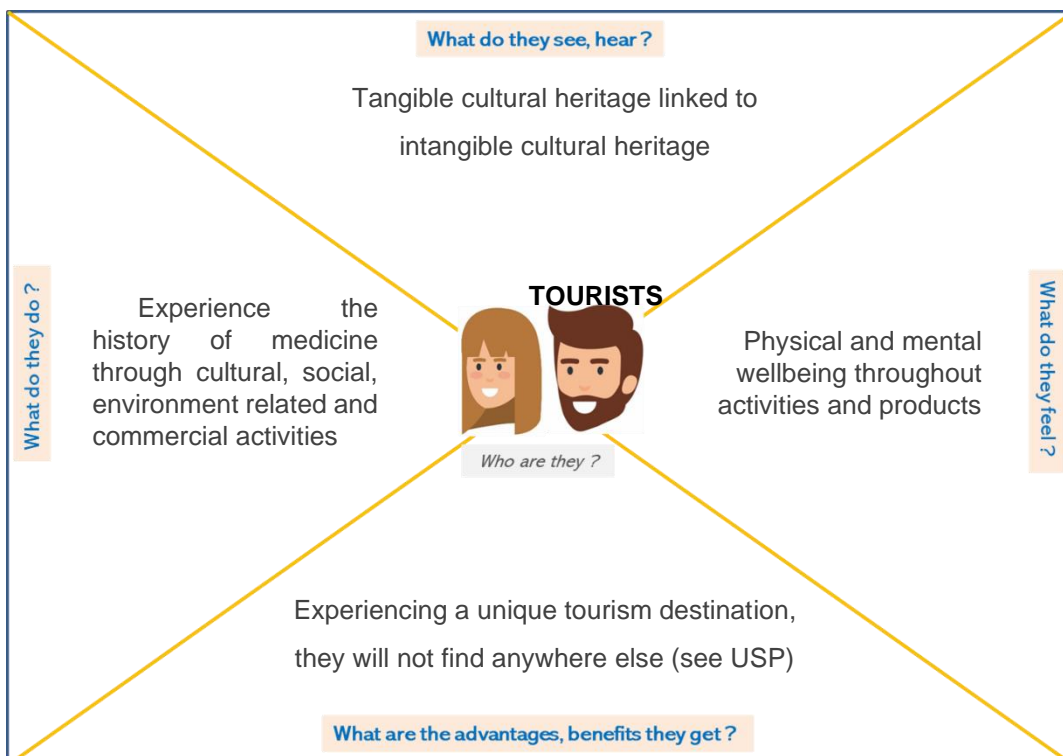 What do they see, hear ?
Tangible cultural heritage linked to
intangible cultural heritage
What do they do ?
Experience the
history of medicine
through cultural, social,
environment related and
commercial activities
TOURISTS
Who are they ?
Physical and mental
wellbeing throughout
activities and products
What do they feel ?
Experiencing a unique tourism destination,
they will not find anywhere else (see USP)
What are the advantages, benefits they get ?